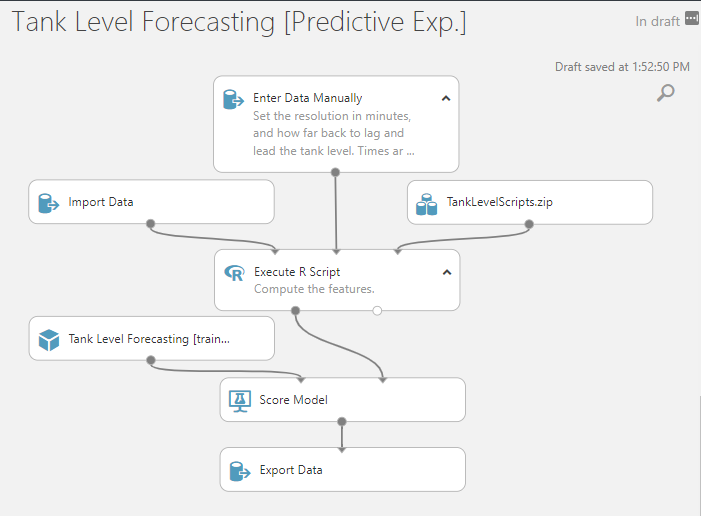 Tank Level Forecasting [Predictive Exp.]
In draft
Draft saved at 1:52:50 PM
Enter Data Manually
Set the resolution in minutes,
and how far back to lag and
lead the tank level. Times ar ...
Import Data
TankLevelScripts.zip
Execute R Script
Compute the features.
Tank Level Forecasting [train...
Score Model
Export Data